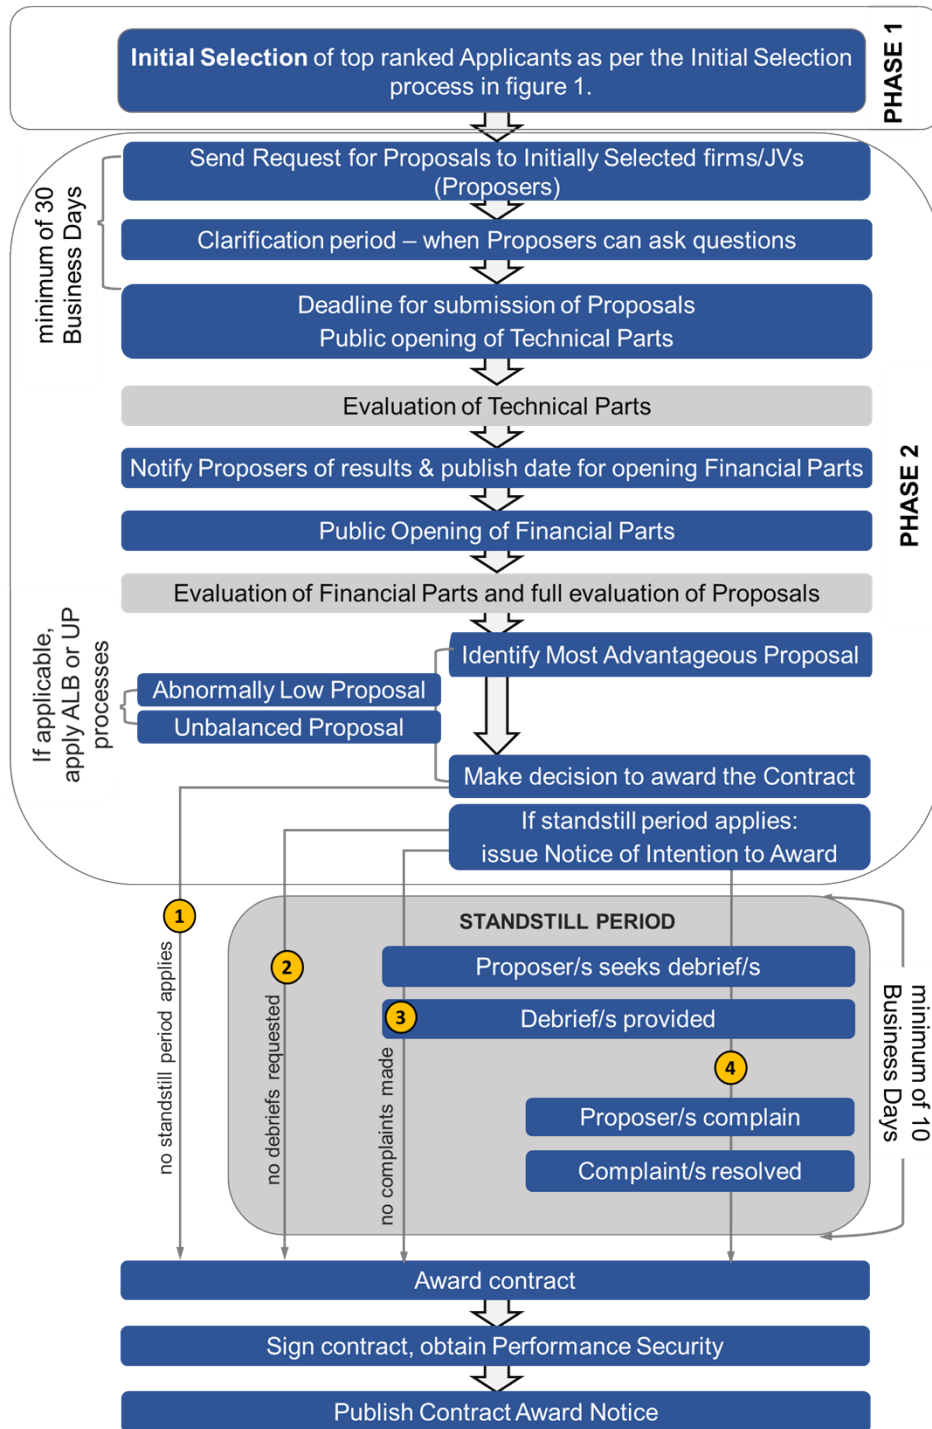 Initial Selection of top ranked Applicants as per the Initial Selection
process in figure 1.
PHASE 1
Send Request for Proposals to Initially Selected firms/JVs
(Proposers)
minimum of 30
Business Days
Clarification period – when Proposers can ask questions
Deadline for submission of Proposals
Public opening of Technical Parts
Evaluation of Technical Parts
Notify Proposers of results & publish date for opening Financial Parts
PHASE 2
Public Opening of Financial Parts
Evaluation of Financial Parts and full evaluation of Proposals
If applicable,
apply ALB or UP
processes
Identify Most Advantageous Proposal
Abnormally Low Proposal
Unbalanced Proposal
Make decision to award the Contract
If standstill period applies:
issue Notice of Intention to Award
1
no standstill period applies
STANDSTILL PERIOD
2
no debriefs requested
Proposer/s seeks debrief/s
3
Debrief/s provided
no complaints made
4
Proposer/s complain
Complaint/s resolved
minimum of 10
Business Days
Award contract
Sign contract, obtain Performance Security
Publish Contract Award Notice